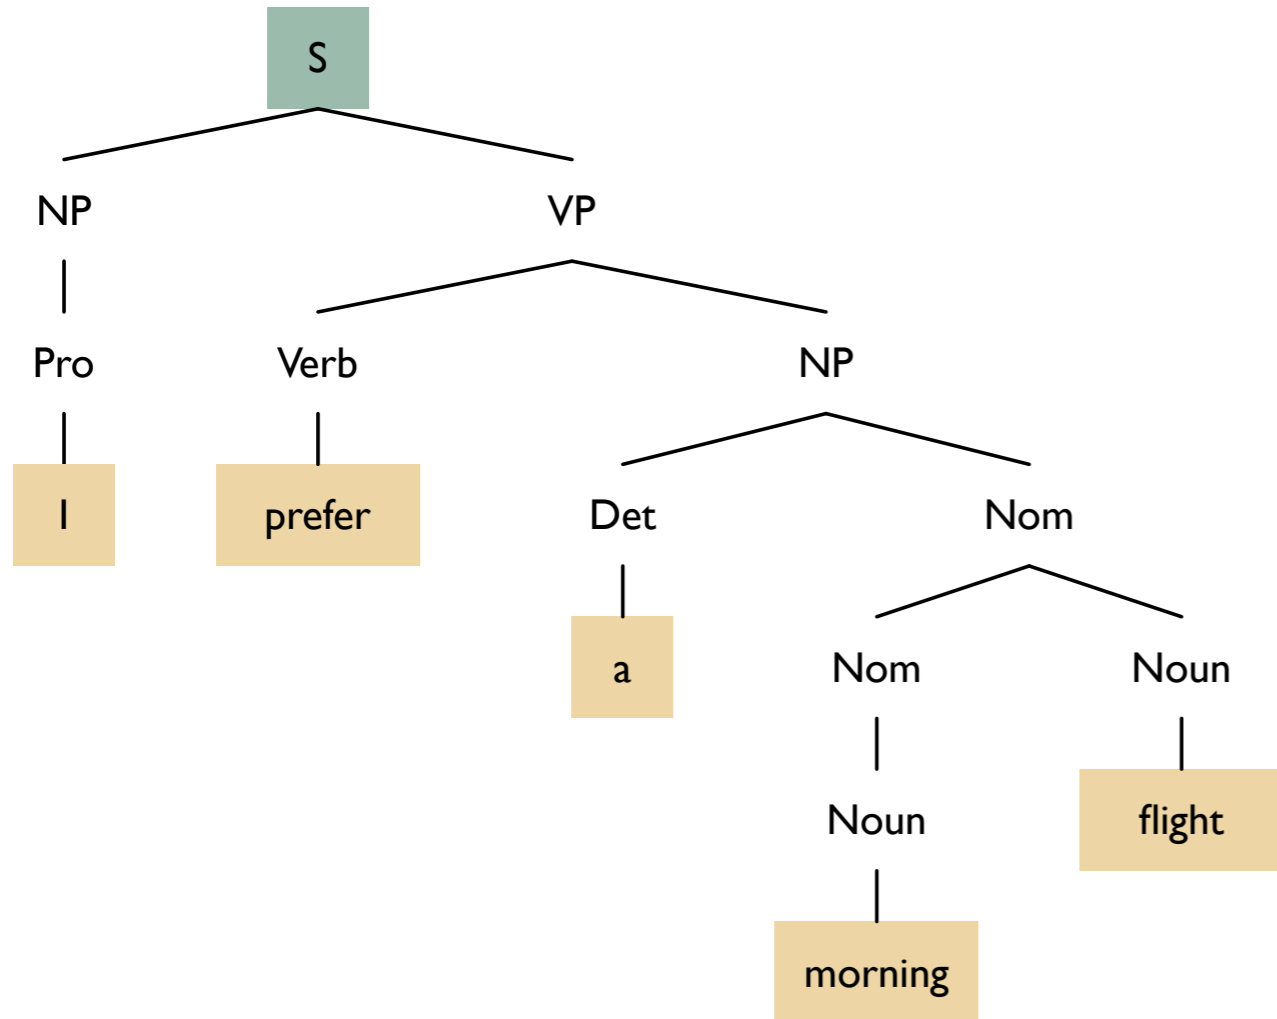 S
NP VP
Pro Verb NP
I prefer Det Nom
a Nom Noun
Noun flight
morning